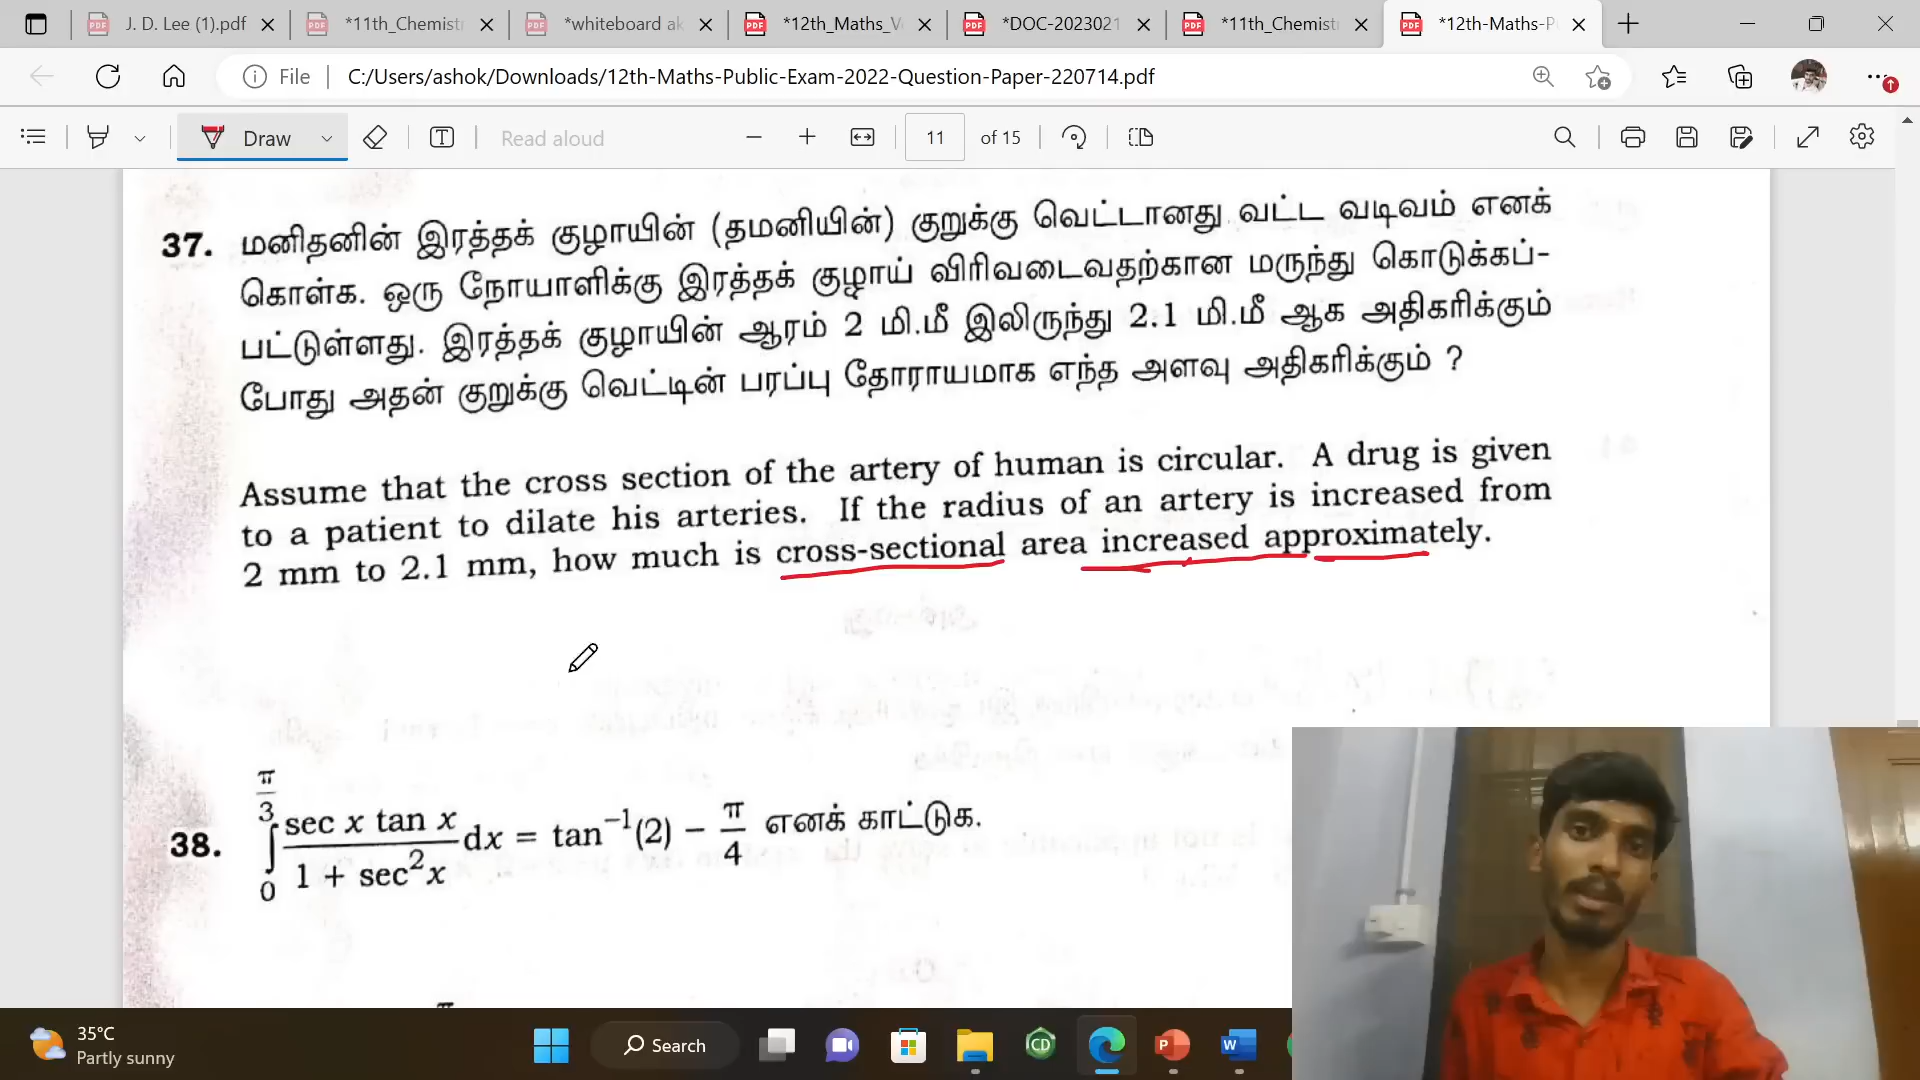 J. D. Lee (1).pdf
*11th_Chemist
*whiteboard ak
*12th_Maths_V
*DOC-2023021
*11th_Chemist
*12th-Maths-P
File
C:/Users/ashok/Downloads/12th-Maths-Public-Exam-2022-Question-Paper-220714.pdf
Draw
Read aloud
11
of 15
37. மனிதனின் இரத்தக் குழாயின் (தமனியின்) குறுக்கு வெட்டானது வட்ட வடிவம் எனக்
கொள்க. ஒரு நோயாளிக்கு இரத்தக் குழாய் விரிவடைவதற்கான மருந்து கொடுக்கப்-
பட்டுள்ளது. இரத்தக் குழாயின் ஆரம் 2 மி.மீ இலிருந்து 2.1 மி.மீ ஆக அதிகரிக்கும்
போது அதன் குறுக்கு வெட்டின் பரப்பு தோராயமாக எந்த அளவு அதிகரிக்கும் ?
Assume that the cross section of the artery of human is circular. A drug is given
to a patient to dilate his arteries. If the radius of an artery is increased from
2 mm to 2.1 mm, how much is cross-sectional area increased approximately.
38. ∫₀^(π/3) (sec x tan x)/(1 + sec² x) dx = tan⁻¹(2) − π/4 எனக் காட்டுக.
35°C
Partly sunny
Search
CD
P
W